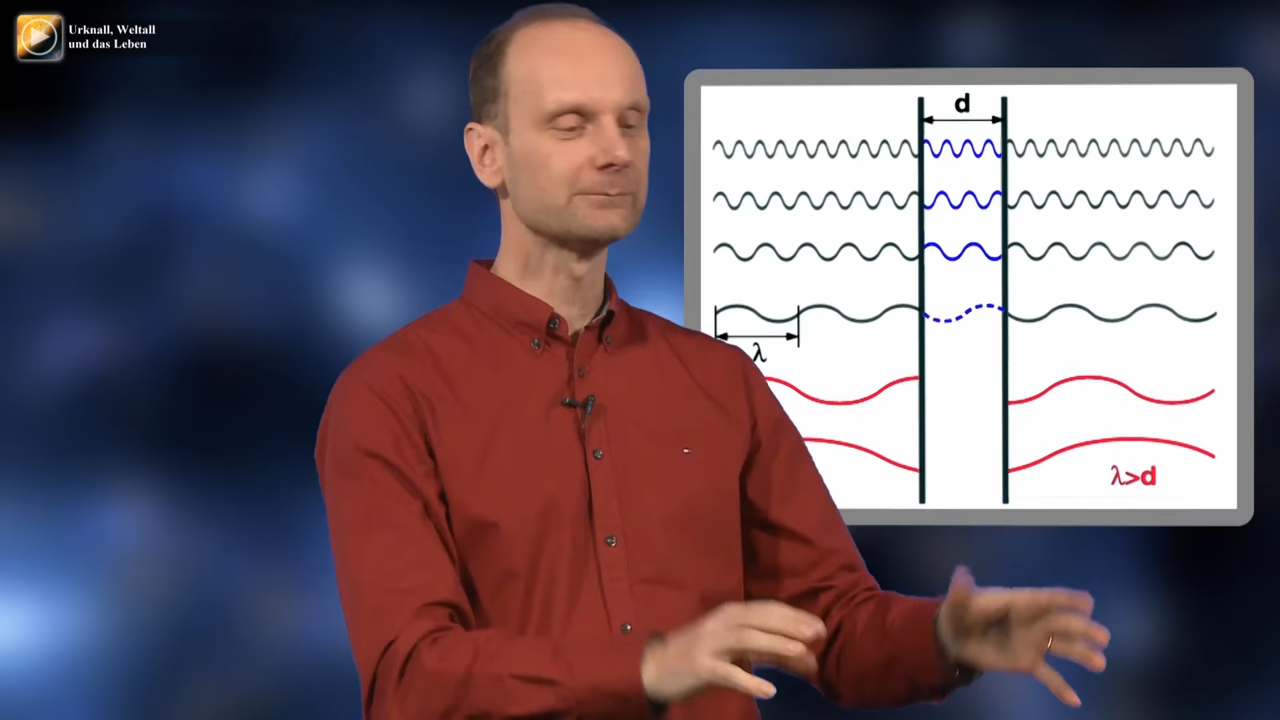 Urknall, Weltall
und das Leben
d
λ
λ>d